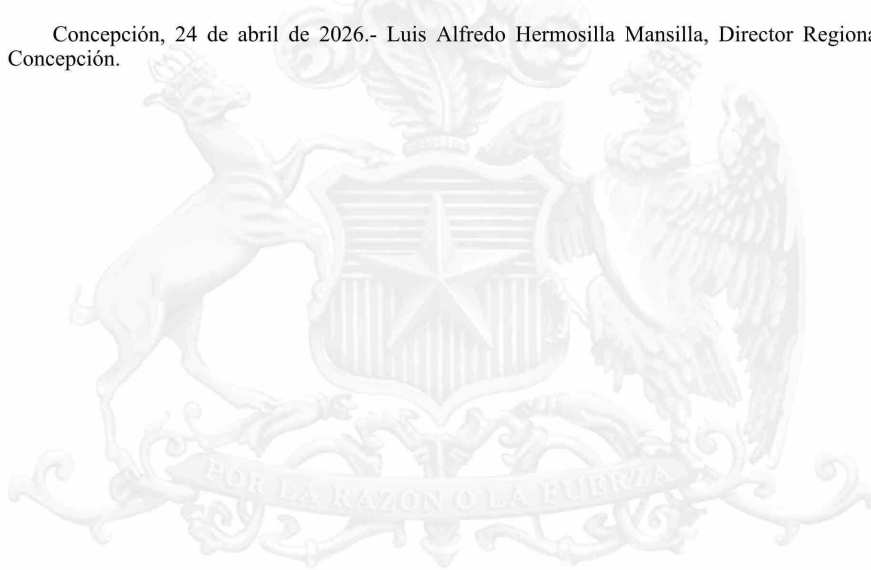 Concepción, 24 de abril de 2026.- Luis Alfredo Hermosilla Mansilla, Director Regiona
Concepción.
POR LA RAZON O LA FUERZA